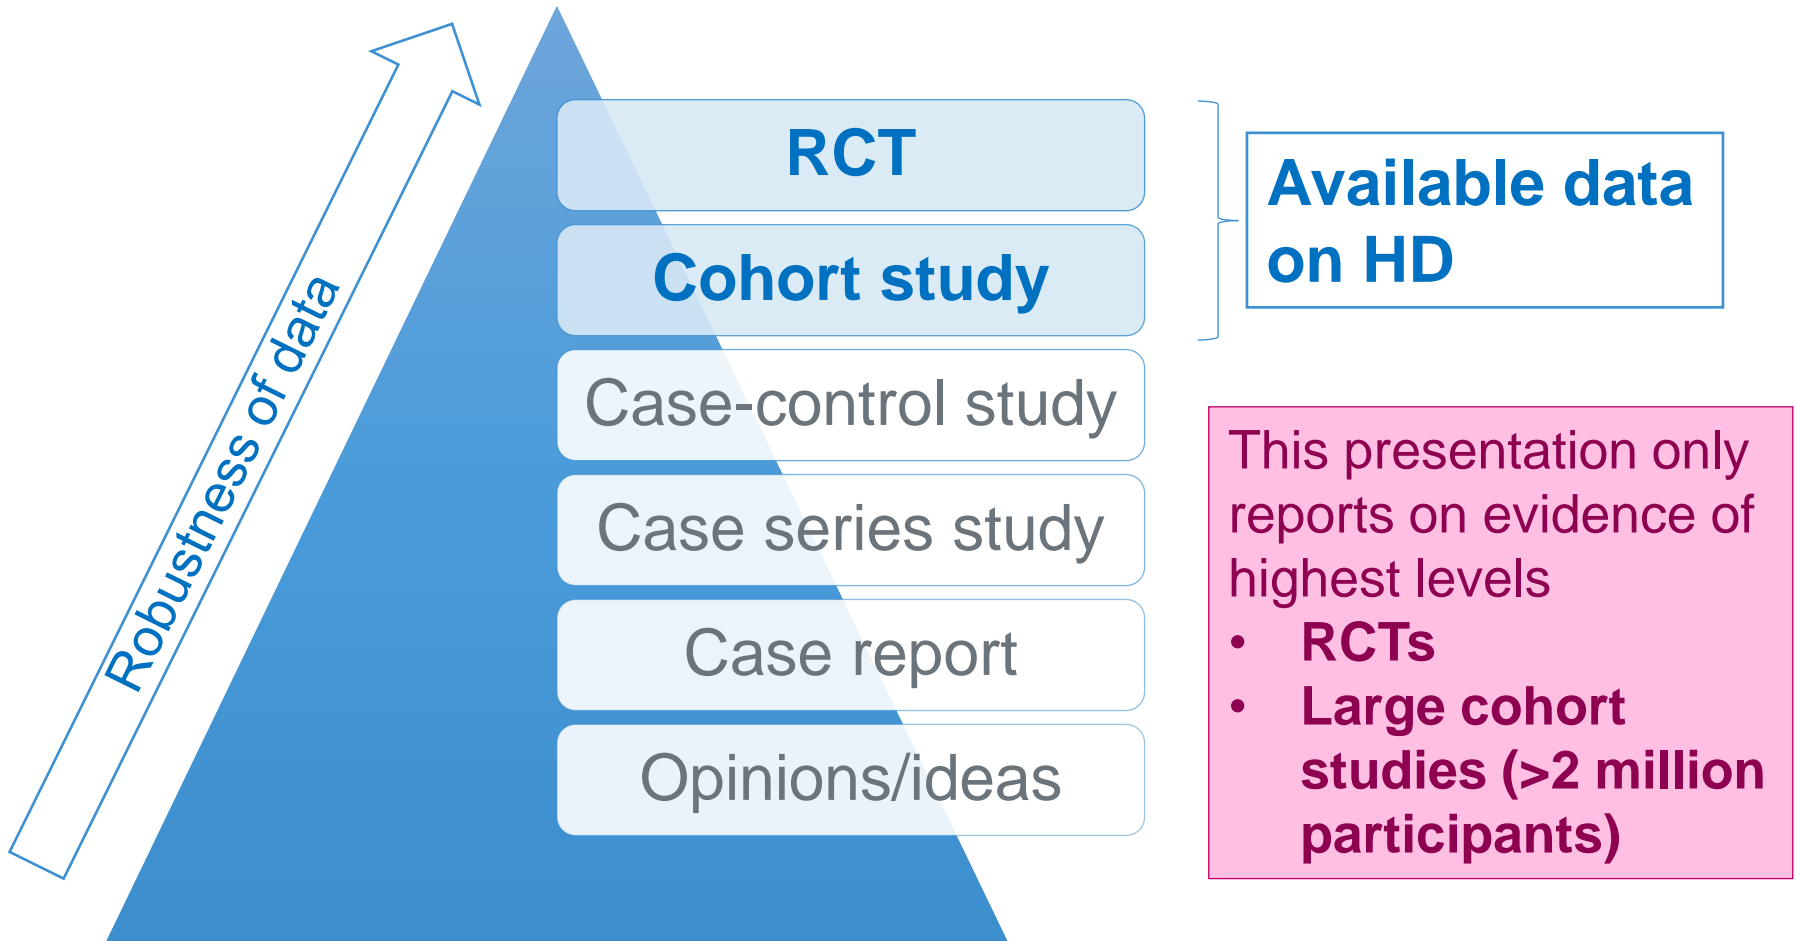 Robustness of data
RCT
Cohort study
Case-control study
Case series study
Case report
Opinions/ideas
Available data
on HD
This presentation only
reports on evidence of
highest levels
• RCTs
• Large cohort
studies (>2 million
participants)